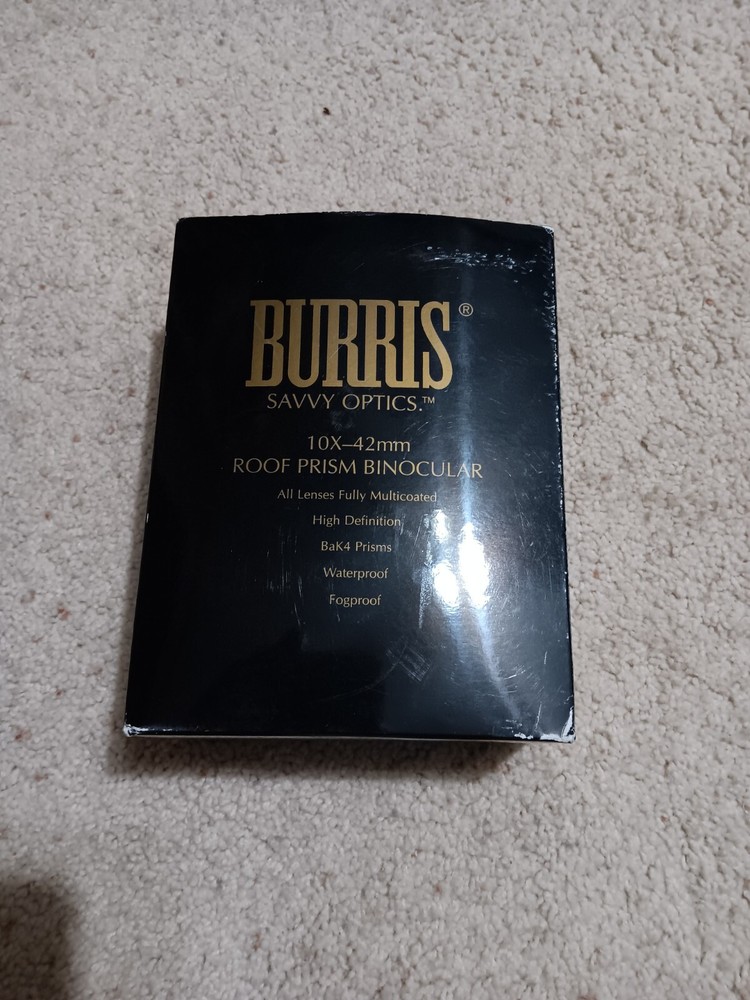 BURRIS®
SAVVY OPTICS.™
10X–42mm
ROOF PRISM BINOCULAR
All Lenses Fully Multicoated
High Definition
BaK4 Prisms
Waterproof
Fogproof